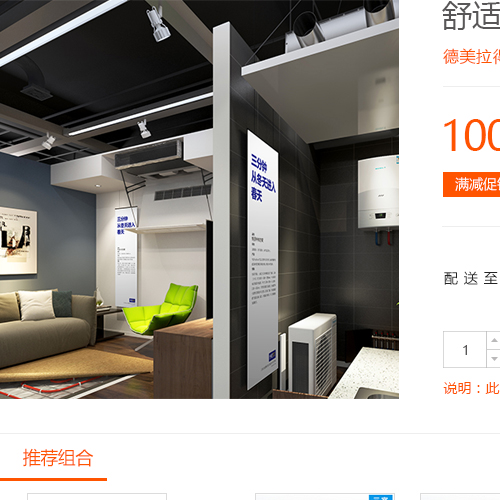 舒适
德美拉得
100
满减促销
配送至
1
说明：此
三分钟
从冬天进入
春天
三分钟
从冬天进入
春天
推荐组合